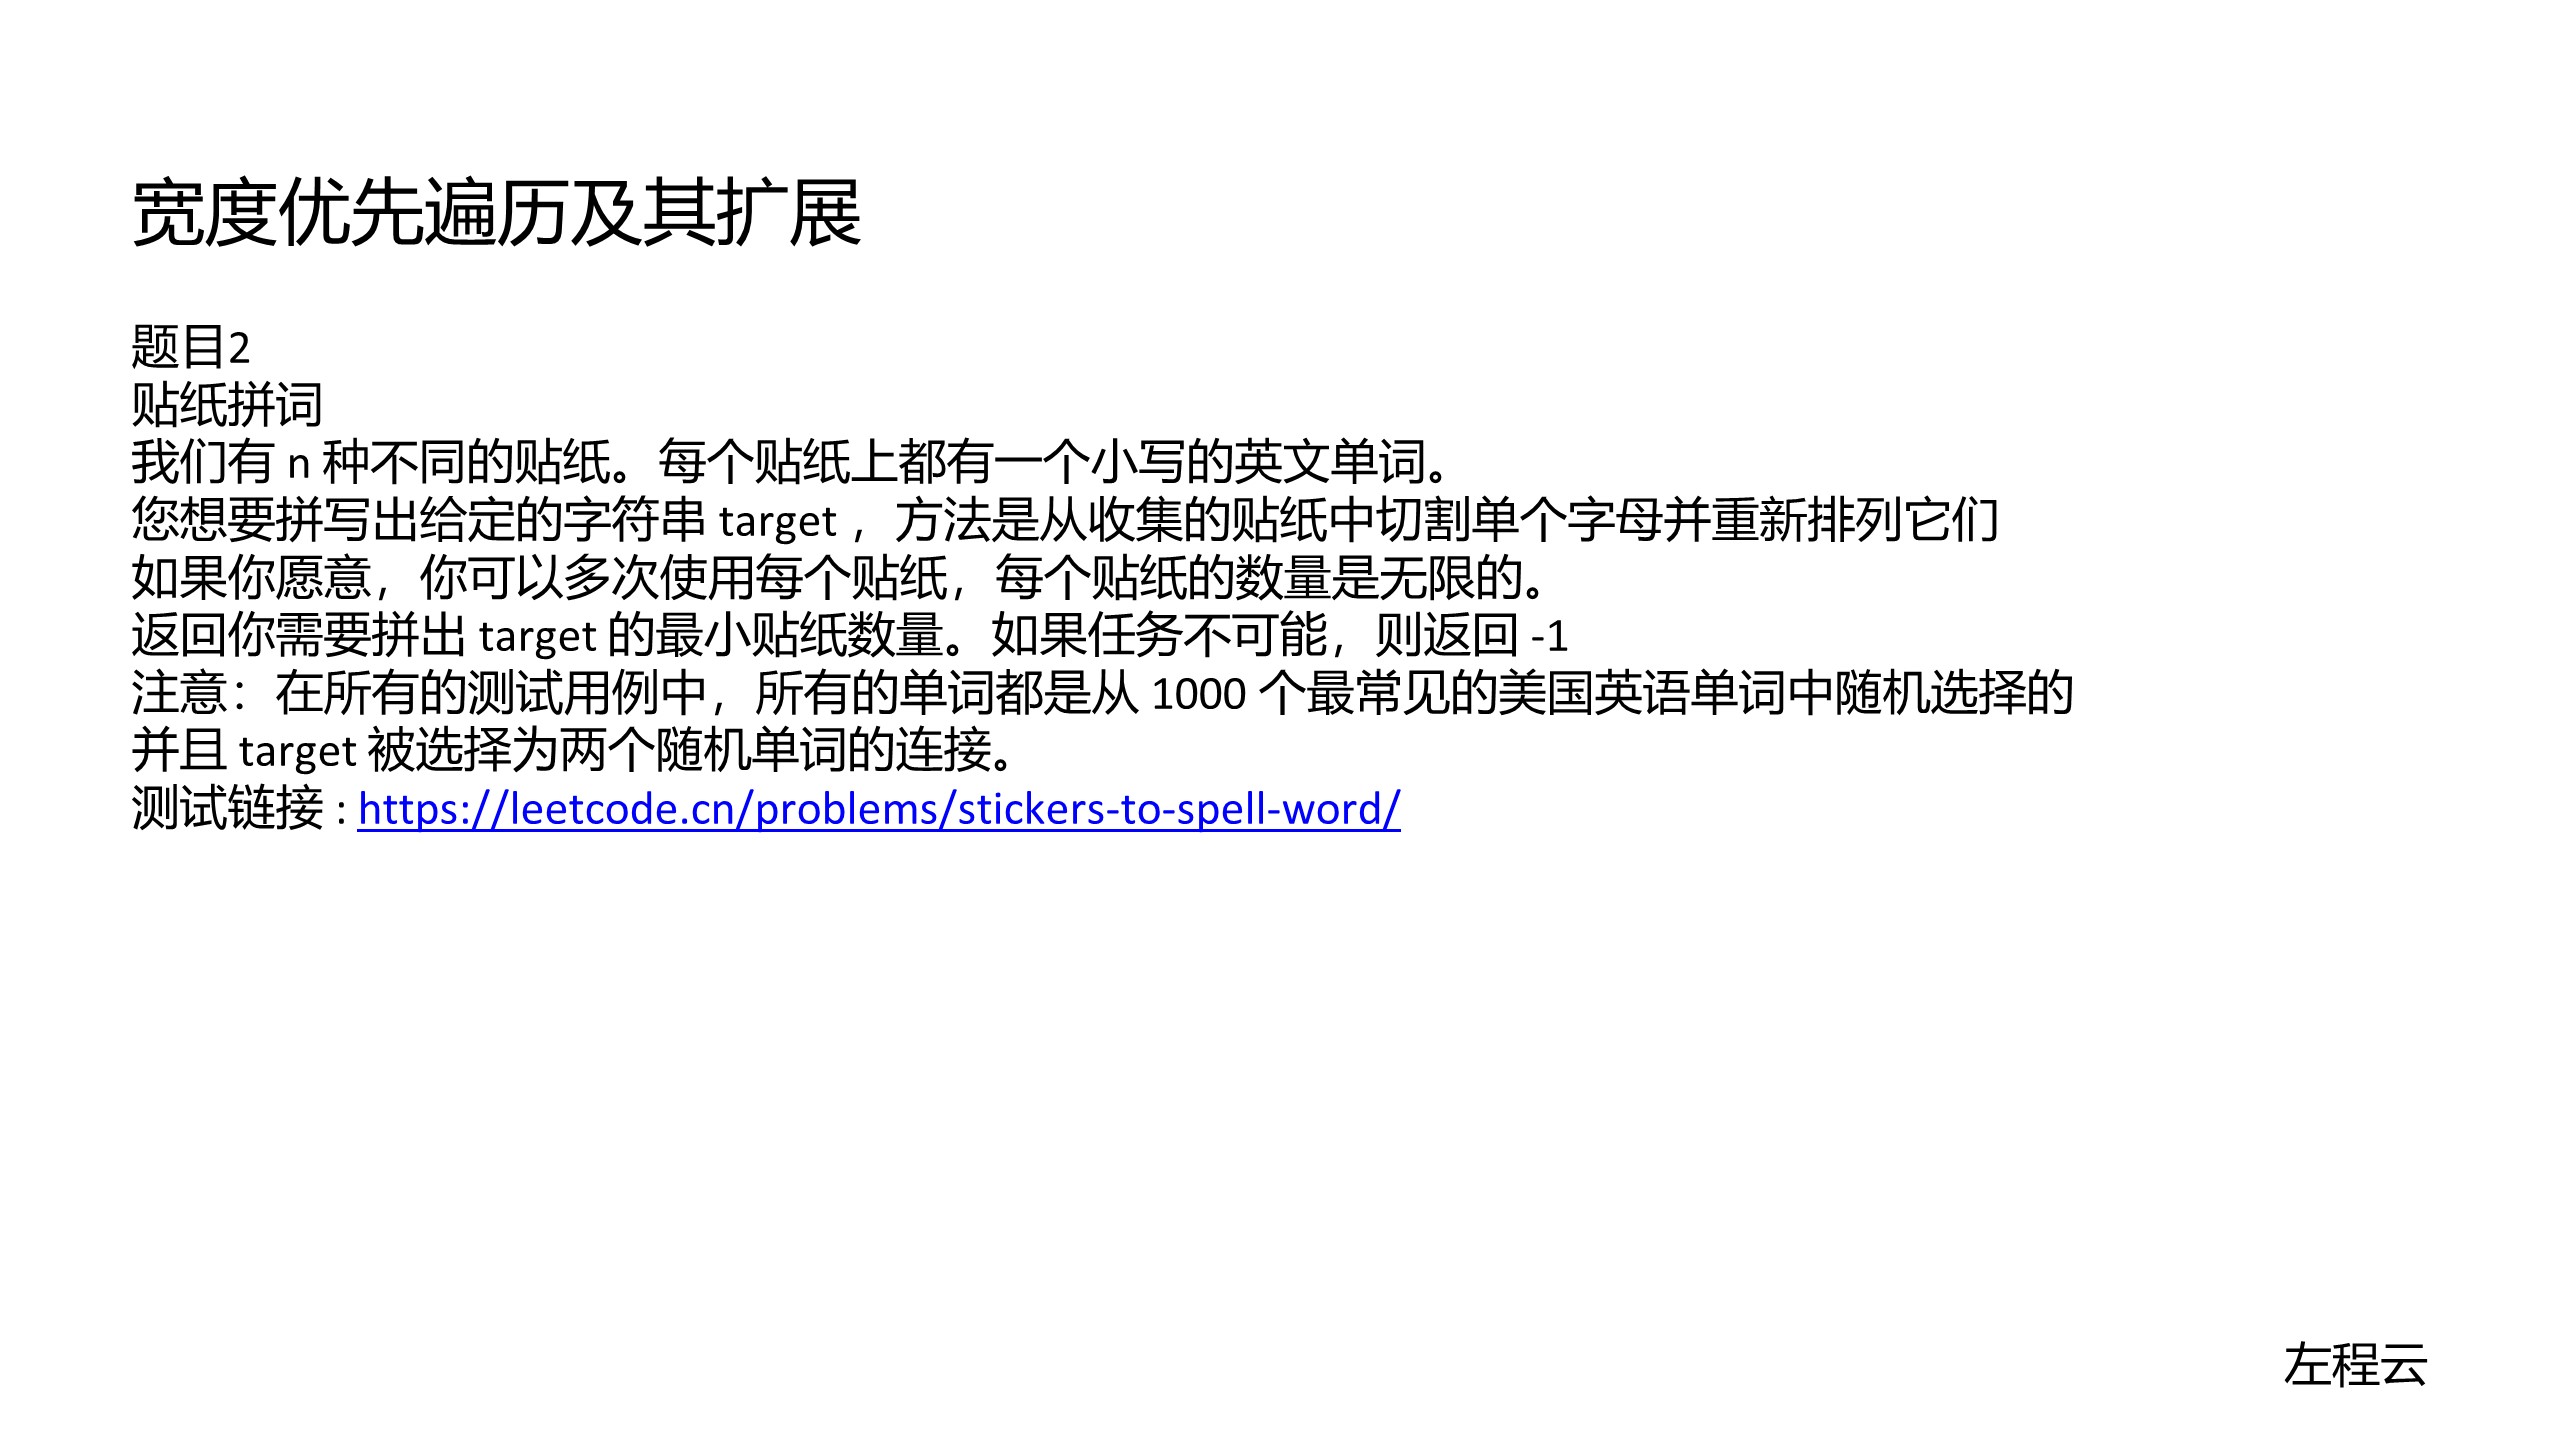 宽度优先遍历及其扩展
题目2
贴纸拼词
我们有 n 种不同的贴纸。每个贴纸上都有一个小写的英文单词。
您想要拼写出给定的字符串 target ，方法是从收集的贴纸中切割单个字母并重新排列它们
如果你愿意，你可以多次使用每个贴纸，每个贴纸的数量是无限的。
返回你需要拼出 target 的最小贴纸数量。如果任务不可能，则返回 -1
注意：在所有的测试用例中，所有的单词都是从 1000 个最常见的美国英语单词中随机选择的
并且 target 被选择为两个随机单词的连接。
测试链接 : https://leetcode.cn/problems/stickers-to-spell-word/
左程云